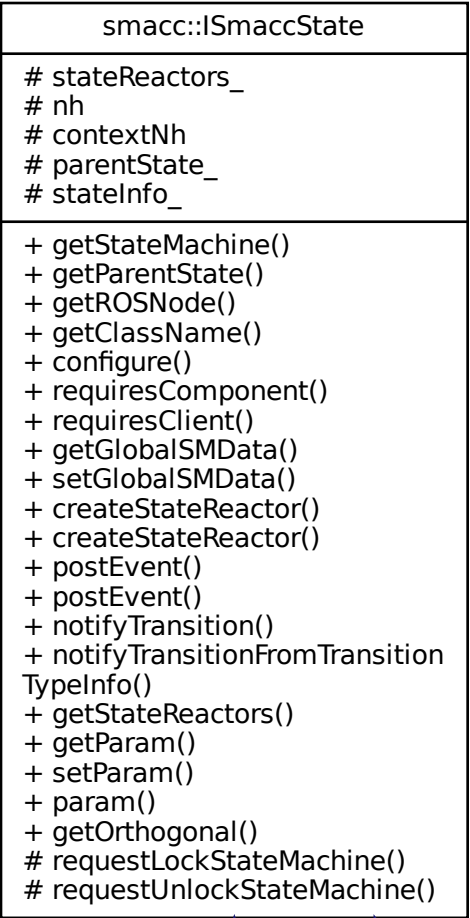 smacc::ISmaccState
# stateReactors_
# nh
# contextNh
# parentState_
# stateInfo_
+ getStateMachine()
+ getParentState()
+ getROSNode()
+ getClassName()
+ configure()
+ requiresComponent()
+ requiresClient()
+ getGlobalSMData()
+ setGlobalSMData()
+ createStateReactor()
+ createStateReactor()
+ postEvent()
+ postEvent()
+ notifyTransition()
+ notifyTransitionFromTransition
TypeInfo()
+ getStateReactors()
+ getParam()
+ setParam()
+ param()
+ getOrthogonal()
# requestLockStateMachine()
# requestUnlockStateMachine()